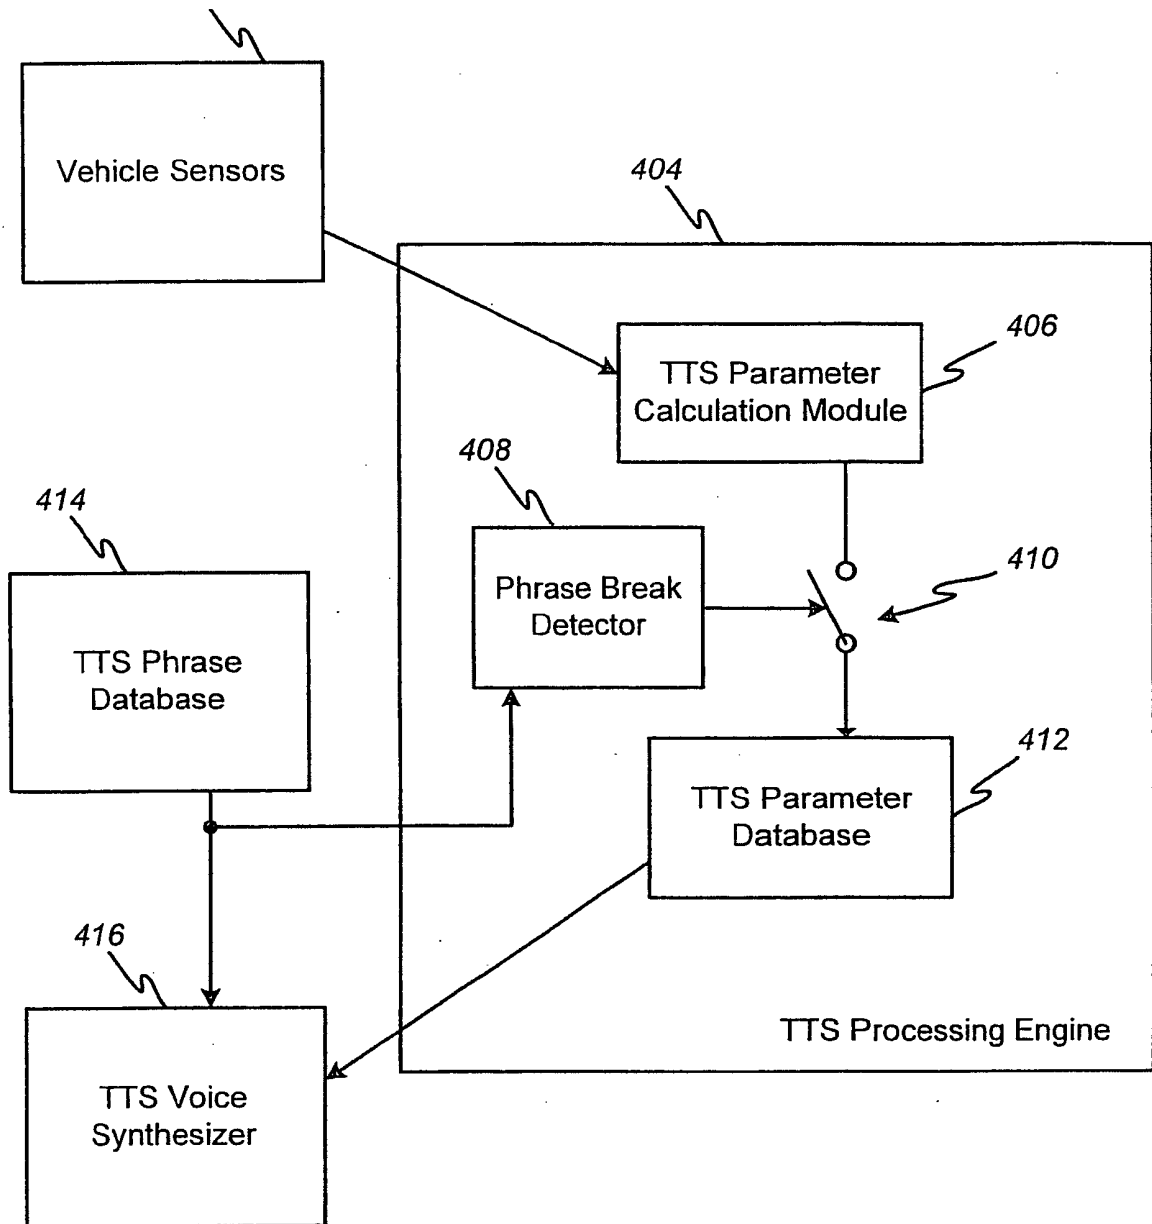 Vehicle Sensors
404
406
TTS Parameter
Calculation Module
408
414
410
Phrase Break
Detector
TTS Phrase
Database
412
TTS Parameter
Database
416
TTS Processing Engine
TTS Voice
Synthesizer